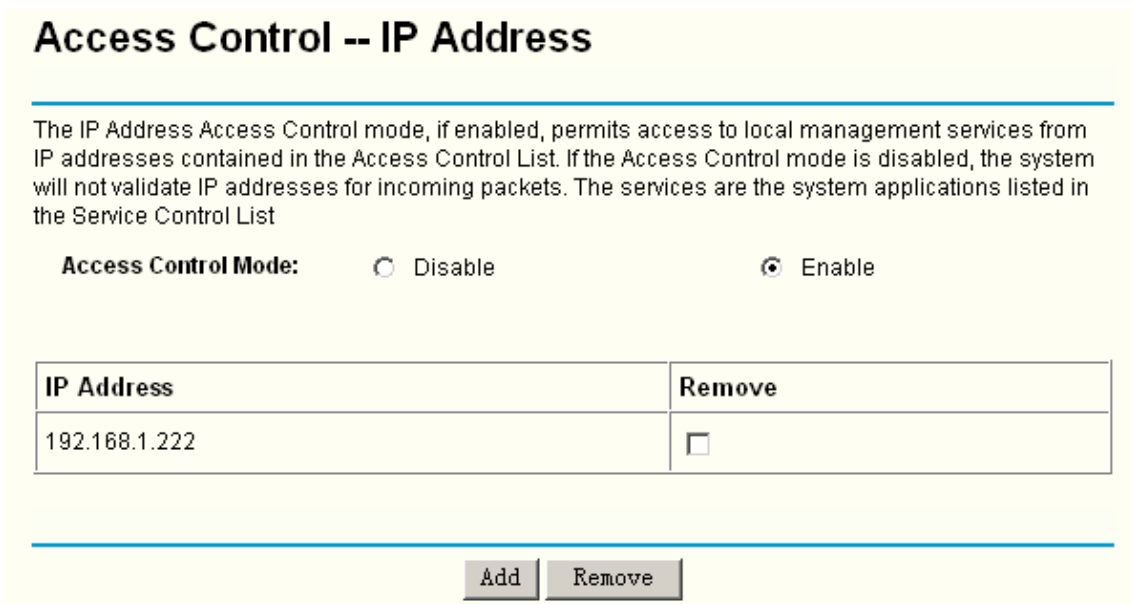 Access Control -- IP Address
The IP Address Access Control mode, if enabled, permits access to local management services from
IP addresses contained in the Access Control List. If the Access Control mode is disabled, the system
will not validate IP addresses for incoming packets. The services are the system applications listed in
the Service Control List
Access Control Mode: Disable Enable
IP Address Remove
192.168.1.222
Add Remove